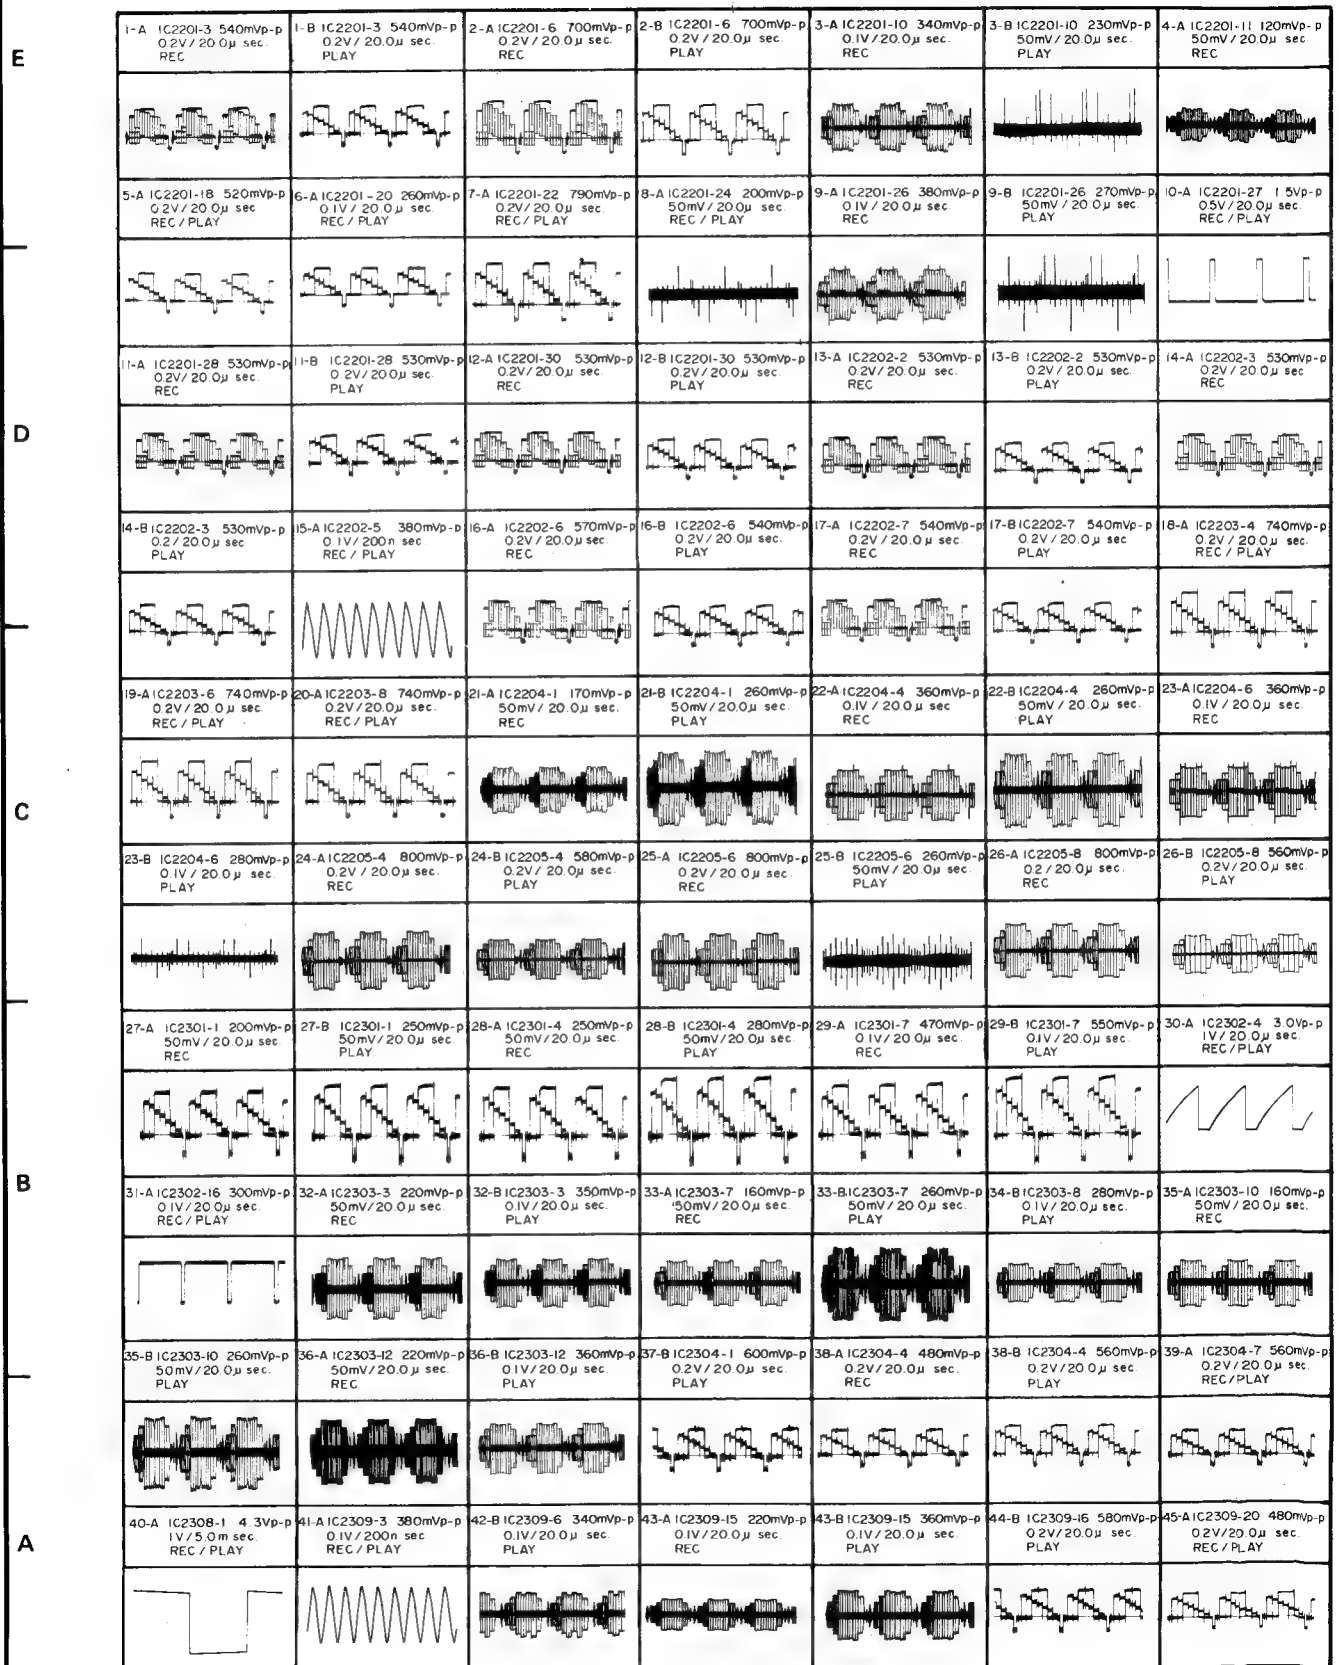 E
1-A IC2201-3 540mVp-p
0.2V/20.0μ sec.
REC
1-B IC2201-3 540mVp-p
0.2V/20.0μ sec.
PLAY
2-A IC2201-6 700mVp-p
0.2V/20.0μ sec.
REC
2-B IC2201-6 700mVp-p
0.2V/20.0μ sec.
PLAY
3-A IC2201-10 340mVp-p
0.1V/20.0μ sec.
REC
3-B IC2201-10 230mVp-p
50mV/20.0μ sec.
PLAY
4-A IC2201-11 120mVp-p
50mV/20.0μ sec.
REC
5-A IC2201-18 520mVp-p
0.2V/20.0μ sec
REC/PLAY
6-A IC2201-20 260mVp-p
0.1V/20.0μ sec.
REC/PLAY
7-A IC2201-22 790mVp-p
0.2V/20.0μ sec.
REC/PLAY
8-A IC2201-24 200mVp-p
50mV/20.0μ sec.
REC/PLAY
9-A IC2201-26 380mVp-p
0.1V/20.0μ sec.
REC
9-B IC2201-26 270mVp-p
50mV/20.0μ sec.
PLAY
10-A IC2201-27 1.5Vp-p
0.5V/20.0μ sec.
REC/PLAY
D
11-A IC2201-28 530mVp-p
0.2V/20.0μ sec.
REC
11-B IC2201-28 530mVp-p
0.2V/20.0μ sec.
PLAY
12-A IC2201-30 530mVp-p
0.2V/20.0μ sec.
REC
12-B IC2201-30 530mVp-p
0.2V/20.0μ sec.
PLAY
13-A IC2202-2 530mVp-p
0.2V/20.0μ sec.
REC
13-B IC2202-2 530mVp-p
0.2V/20.0μ sec.
PLAY
14-A IC2202-3 530mVp-p
0.2V/20.0μ sec.
REC
14-B IC2202-3 530mVp-p
0.2/20.0μ sec
PLAY
15-A IC2202-5 380mVp-p
0.1V/200n sec
REC/PLAY
16-A IC2202-6 570mVp-p
0.2V/20.0μ sec.
REC
16-B IC2202-6 540mVp-p
0.2V/20.0μ sec.
PLAY
17-A IC2202-7 540mVp-p
0.2V/20.0μ sec.
REC
17-B IC2202-7 540mVp-p
0.2V/20.0μ sec.
PLAY
18-A IC2203-4 740mVp-p
0.2V/20.0μ sec.
REC/PLAY
C
19-A IC2203-6 740mVp-p
0.2V/20.0μ sec.
REC/PLAY
20-A IC2203-8 740mVp-p
0.2V/20.0μ sec.
REC/PLAY
21-A IC2204-1 170mVp-p
50mV/20.0μ sec.
REC
21-B IC2204-1 260mVp-p
50mV/20.0μ sec.
PLAY
22-A IC2204-4 360mVp-p
0.1V/20.0μ sec.
REC
22-B IC2204-4 260mVp-p
50mV/20.0μ sec.
PLAY
23-A IC2204-6 360mVp-p
0.1V/20.0μ sec.
REC
23-B IC2204-6 280mVp-p
0.1V/20.0μ sec.
PLAY
24-A IC2205-4 800mVp-p
0.2V/20.0μ sec.
REC
24-B IC2205-4 580mVp-p
0.2V/20.0μ sec.
PLAY
25-A IC2205-6 800mVp-p
0.2V/20.0μ sec.
REC
25-B IC2205-6 260mVp-p
50mV/20.0μ sec.
PLAY
26-A IC2205-8 800mVp-p
0.2/20.0μ sec.
REC
26-B IC2205-8 560mVp-p
0.2V/20.0μ sec.
PLAY
B
27-A IC2301-1 200mVp-p
50mV/20.0μ sec.
REC
27-B IC2301-1 250mVp-p
50mV/20.0μ sec.
PLAY
28-A IC2301-4 250mVp-p
50mV/20.0μ sec.
REC
28-B IC2301-4 280mVp-p
50mV/20.0μ sec.
PLAY
29-A IC2301-7 470mVp-p
0.1V/20.0μ sec.
REC
29-B IC2301-7 550mVp-p
0.1V/20.0μ sec.
PLAY
30-A IC2302-4 3.0Vp-p
1V/20.0μ sec.
REC/PLAY
31-A IC2302-16 300mVp-p
0.1V/20.0μ sec.
REC/PLAY
32-A IC2303-3 220mVp-p
50mV/20.0μ sec.
REC
32-B IC2303-3 350mVp-p
0.1V/20.0μ sec.
PLAY
33-A IC2303-7 160mVp-p
50mV/20.0μ sec.
REC
33-B IC2303-7 260mVp-p
50mV/20.0μ sec.
PLAY
34-B IC2303-8 280mVp-p
0.1V/20.0μ sec.
PLAY
35-A IC2303-10 160mVp-p
50mV/20.0μ sec.
REC
35-B IC2303-10 260mVp-p
50mV/20.0μ sec.
PLAY
36-A IC2303-12 220mVp-p
50mV/20.0μ sec.
REC
36-B IC2303-12 360mVp-p
0.1V/20.0μ sec.
PLAY
37-B IC2304-1 600mVp-p
0.2V/20.0μ sec.
PLAY
38-A IC2304-4 480mVp-p
0.2V/20.0μ sec.
REC
38-B IC2304-4 560mVp-p
0.2V/20.0μ sec.
PLAY
39-A IC2304-7 560mVp-p
0.2V/20.0μ sec.
REC/PLAY
A
40-A IC2308-1 4.3Vp-p
1V/5.0m sec.
REC/PLAY
41-A IC2309-3 380mVp-p
0.1V/200n sec
REC/PLAY
42-B IC2309-6 340mVp-p
0.1V/20.0μ sec.
PLAY
43-A IC2309-15 220mVp-p
0.1V/20.0μ sec.
REC
43-B IC2309-15 360mVp-p
0.1V/20.0μ sec.
PLAY
44-B IC2309-16 580mVp-p
0.2V/20.0μ sec.
PLAY
45-A IC2309-20 480mVp-p
0.2V/20.0μ sec.
REC/PLAY